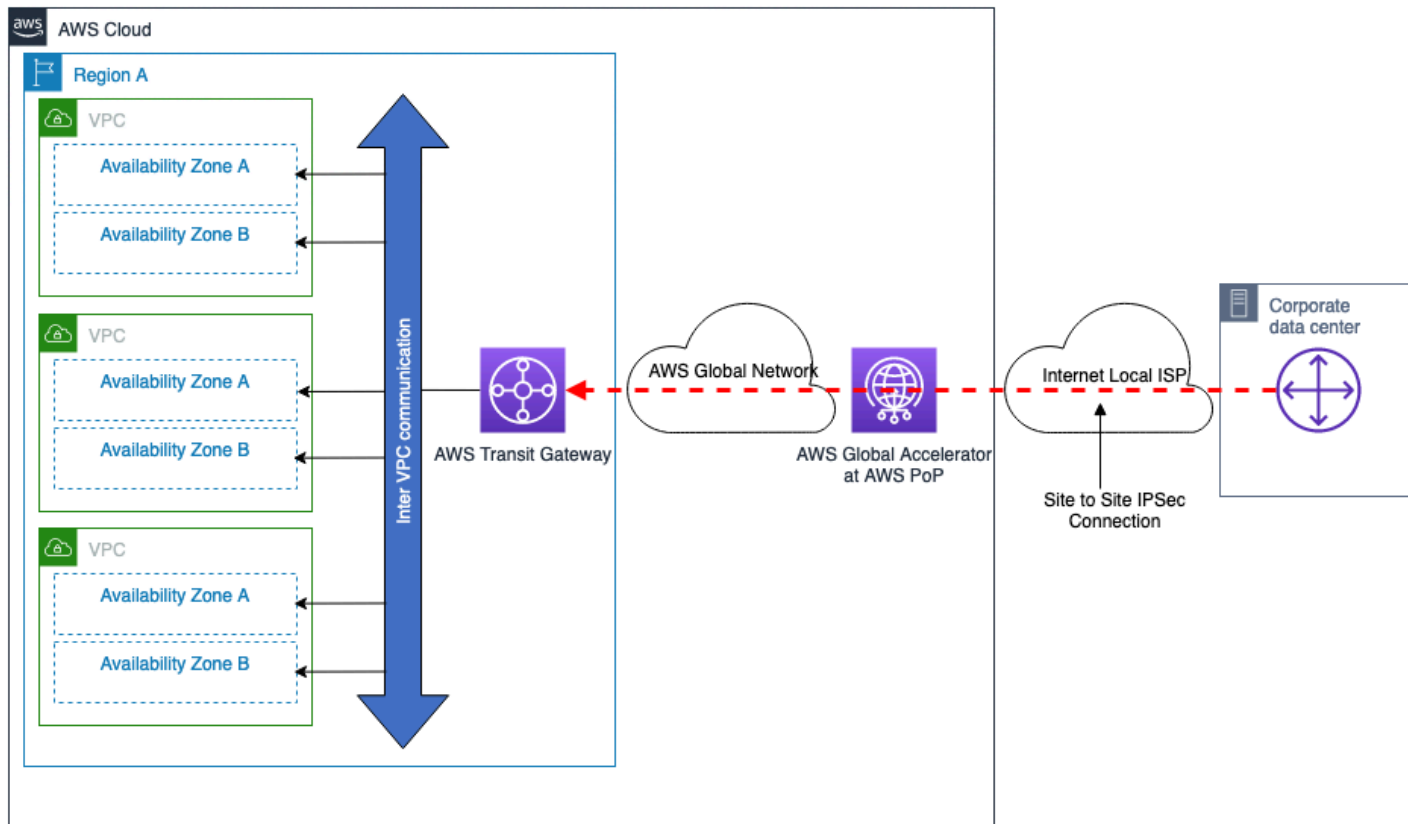 aws
AWS Cloud
Region A
VPC
Availability Zone A
Availability Zone B
VPC
Availability Zone A
Availability Zone B
VPC
Availability Zone A
Availability Zone B
Inter VPC communication
AWS Transit Gateway
AWS Global Network
AWS Global Accelerator
at AWS PoP
Internet Local ISP
Site to Site IPSec
Connection
Corporate
data center